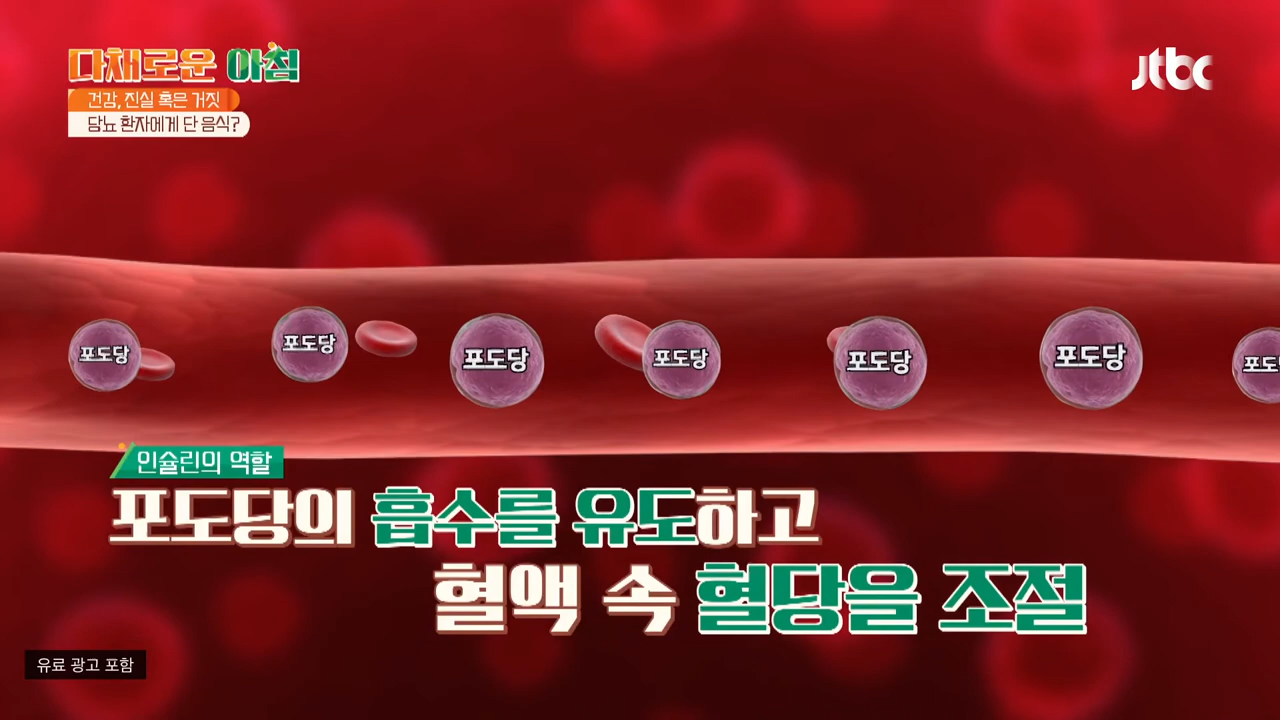 다채로운 아침
jtbc
건강, 진실 혹은 거짓
당뇨 환자에게 단 음식?
포도당
포도당
포도당
포도당
포도당
포도당
포도
인슐린의 역할
포도당의 흡수를 유도하고
혈액 속 혈당을 조절
유료 광고 포함